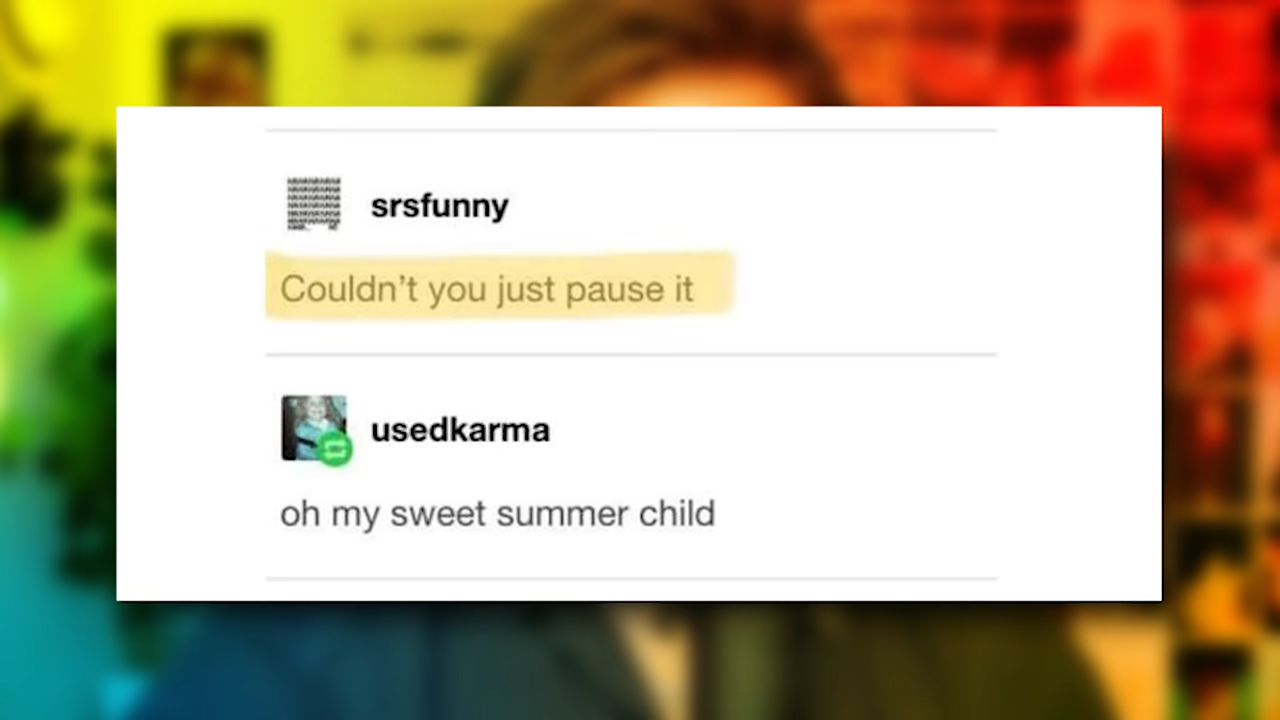 srsfunny
Couldn’t you just pause it
usedkarma
oh my sweet summer child